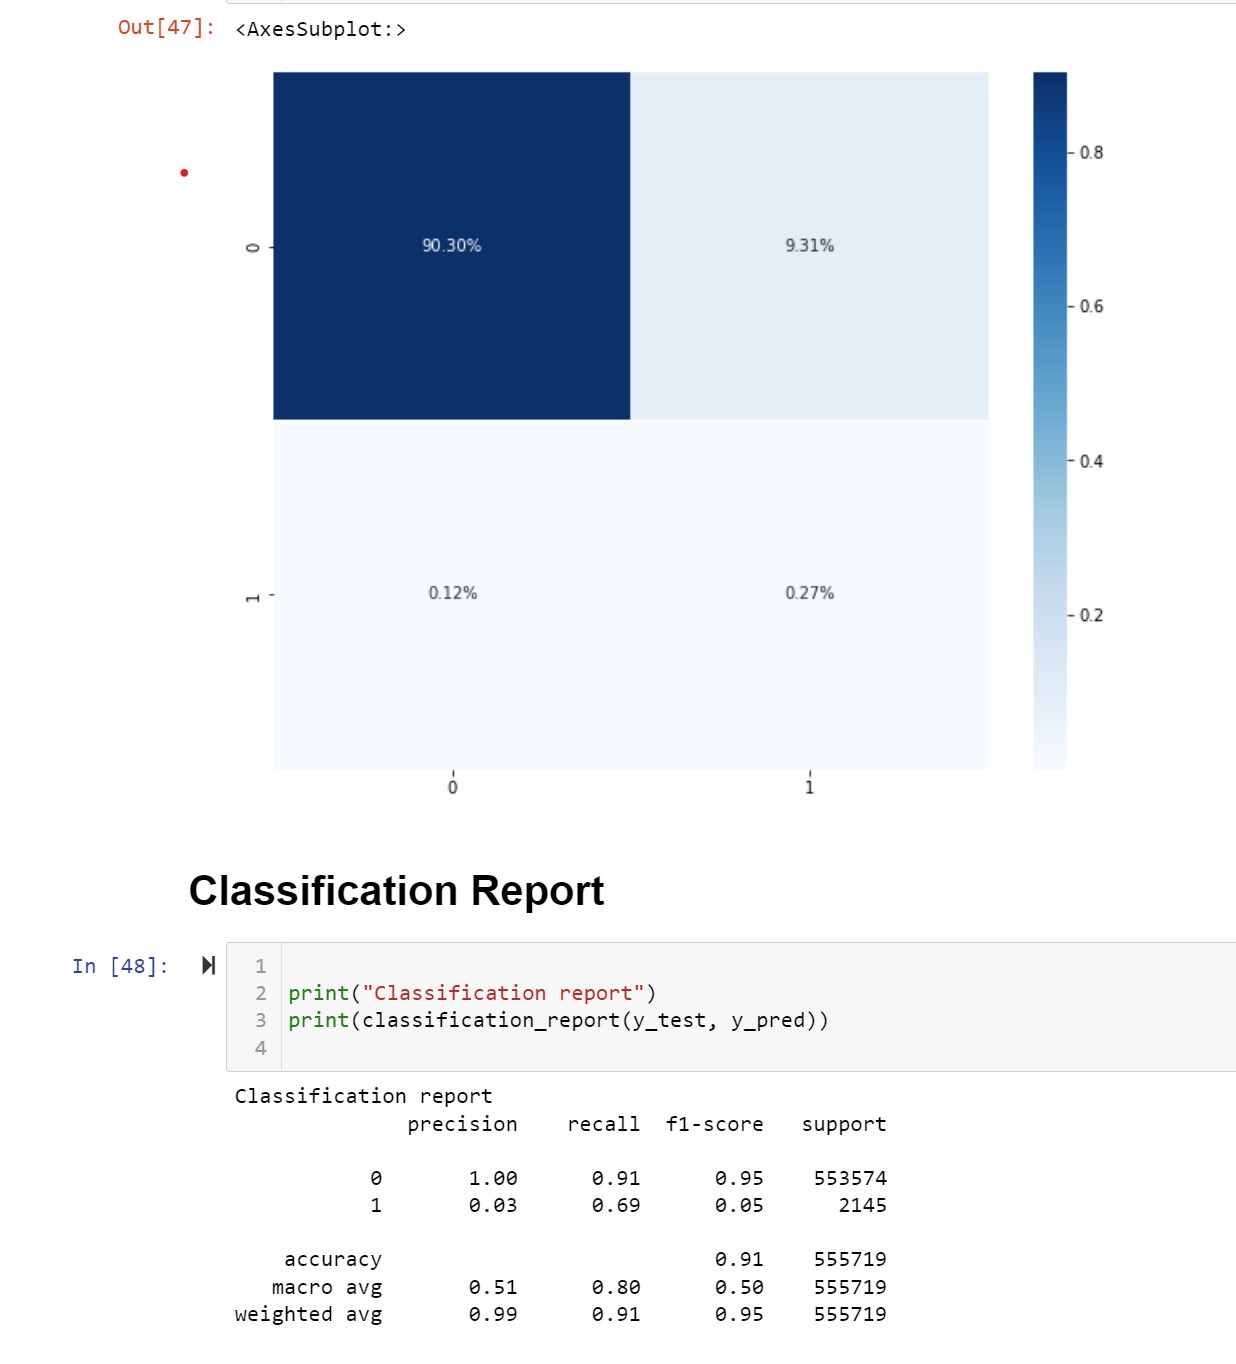 Out[47]: <AxesSubplot:>
0.8
0 90.30% 9.31%
0.6
0.4
1 0.12% 0.27%
0.2
0 1
Classification Report
In [48]: 1
2 print("Classification report")
3 print(classification_report(y_test, y_pred))
4
Classification report
precision recall f1-score support
0 1.00 0.91 0.95 553574
1 0.03 0.69 0.05 2145
accuracy 0.91 555719
macro avg 0.51 0.80 0.50 555719
weighted avg 0.99 0.91 0.95 555719